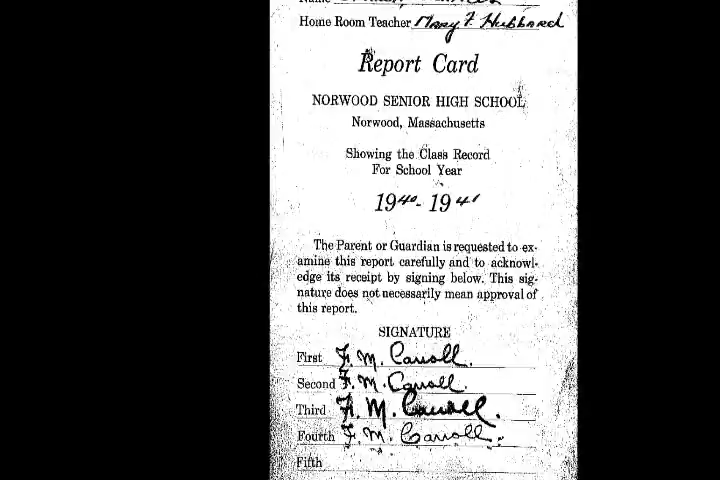 Name
Home Room Teacher Mary F. Hubbard
Report Card
NORWOOD SENIOR HIGH SCHOOL
Norwood, Massachusetts
Showing the Class Record
For School Year
1940-1941
The Parent or Guardian is requested to ex-
amine this report carefully and to acknowl-
edge its receipt by signing below. This sig-
nature does not necessarily mean approval of
this report.
SIGNATURE
First F. M. Carroll.
Second F. M. Carroll.
Third F. M. Carroll.
Fourth F. M. Carroll.
Fifth